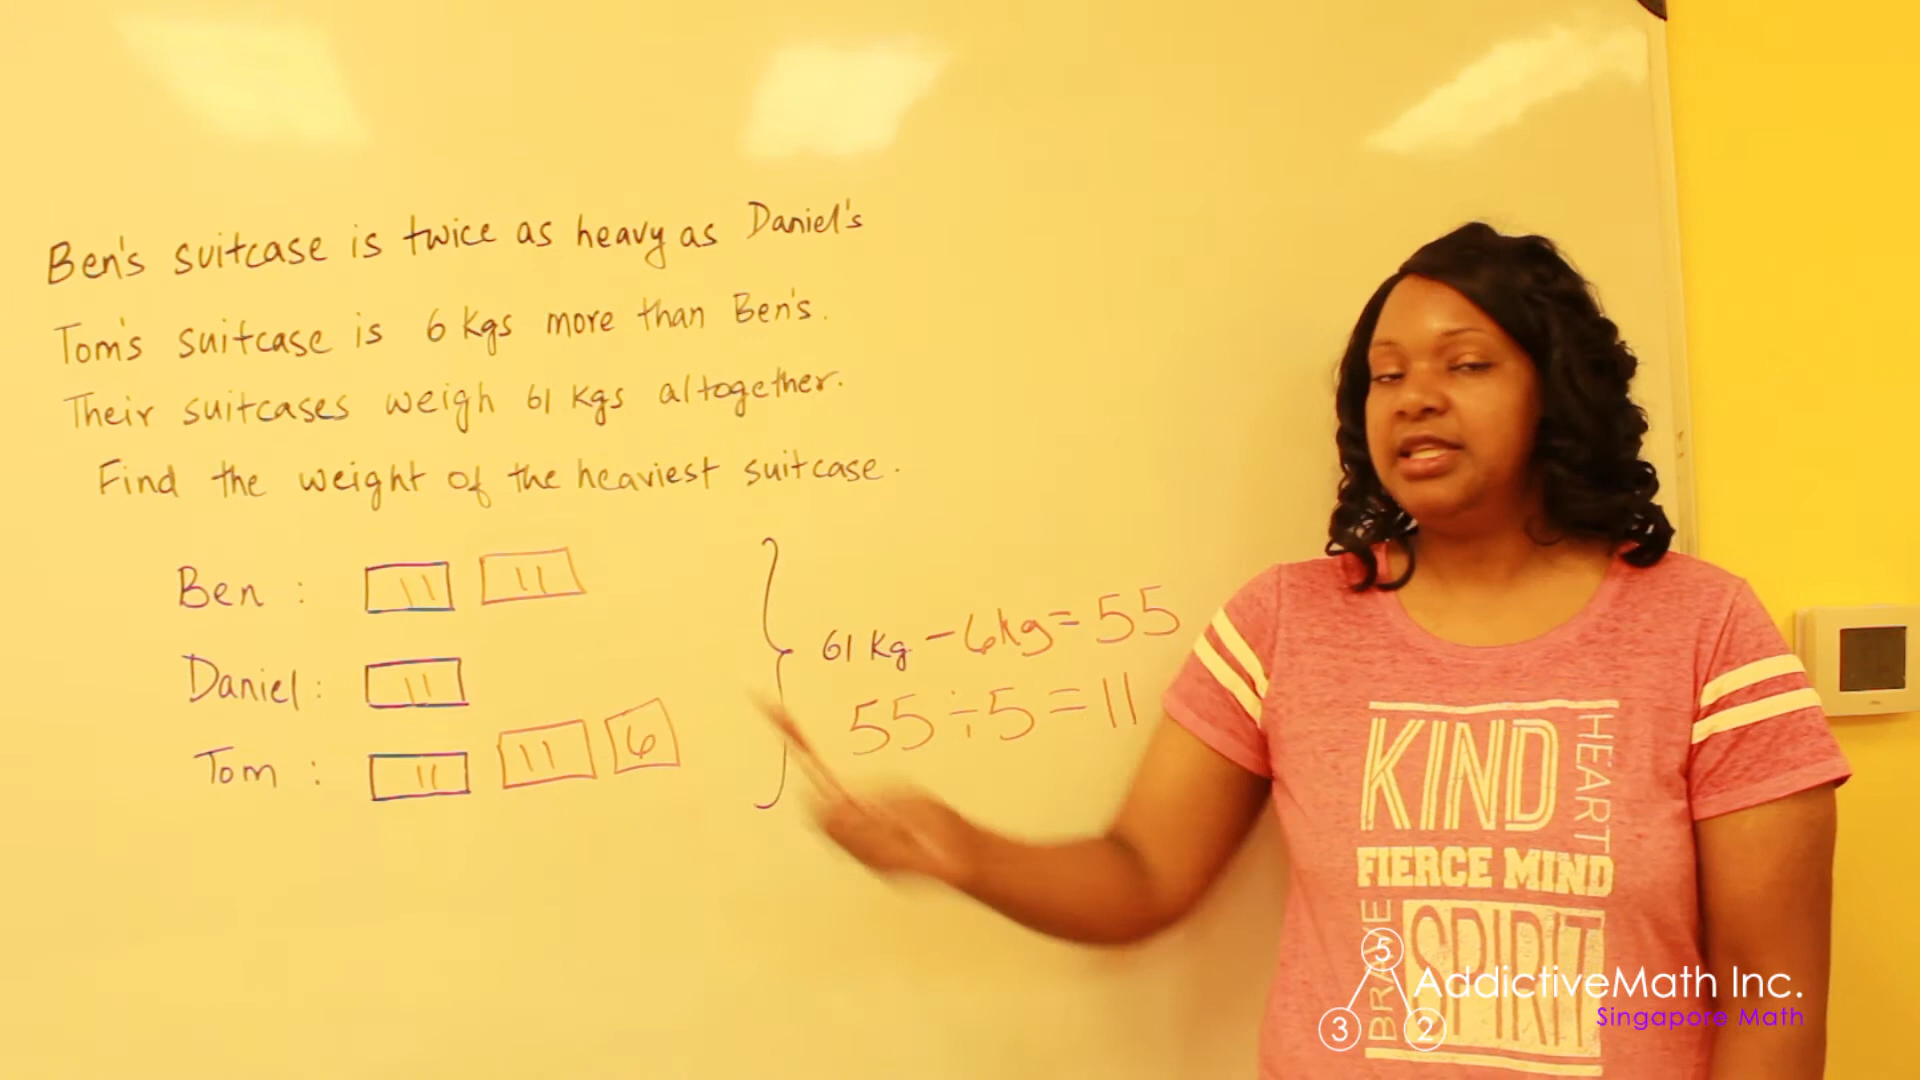 Ben's suitcase is twice as heavy as Daniel's
Tom's suitcase is 6 kgs more than Ben's.
Their suitcases weigh 61 kgs altogether.
Find the weight of the heaviest suitcase.
Ben : 11 11
Daniel : 11
Tom : 11 11 6
61 kg - 6kg = 55
55 ÷ 5 = 11
KIND
HEART
FIERCE MIND
BRAVE
SPIRIT
5
3
2
AddictiveMath Inc.
Singapore Math